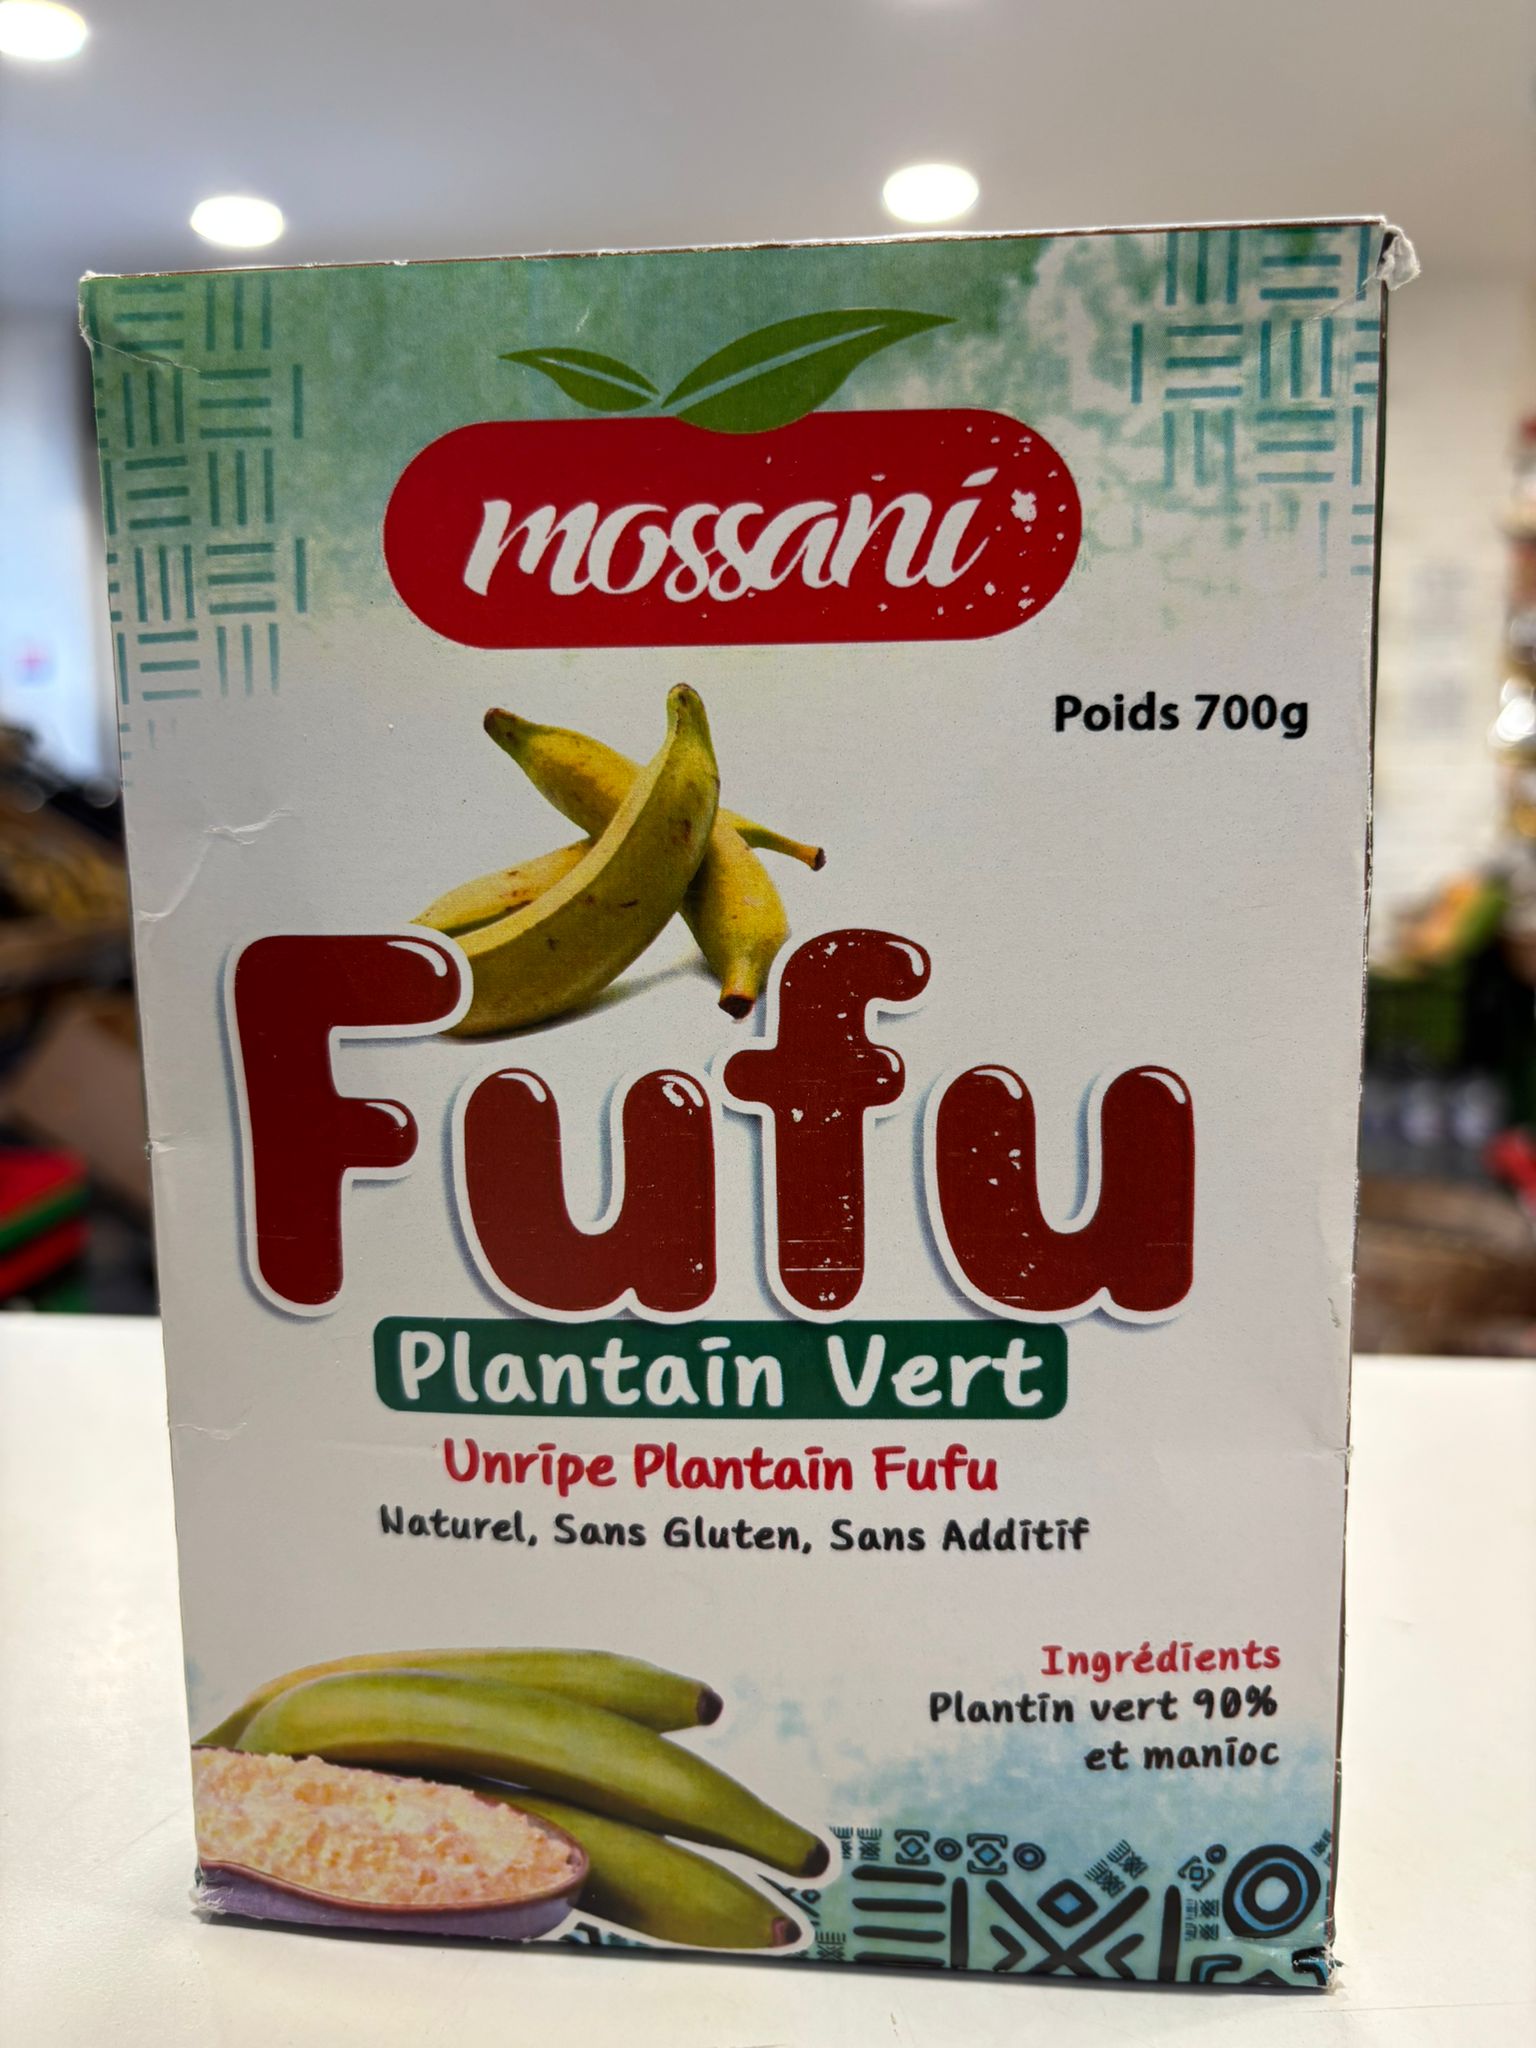 mossani
Poids 700g
Fufu
Plantain Vert
Unripe Plantain Fufu
Naturel, Sans Gluten, Sans Additif
Ingrédients
Plantin vert 90%
et manioc